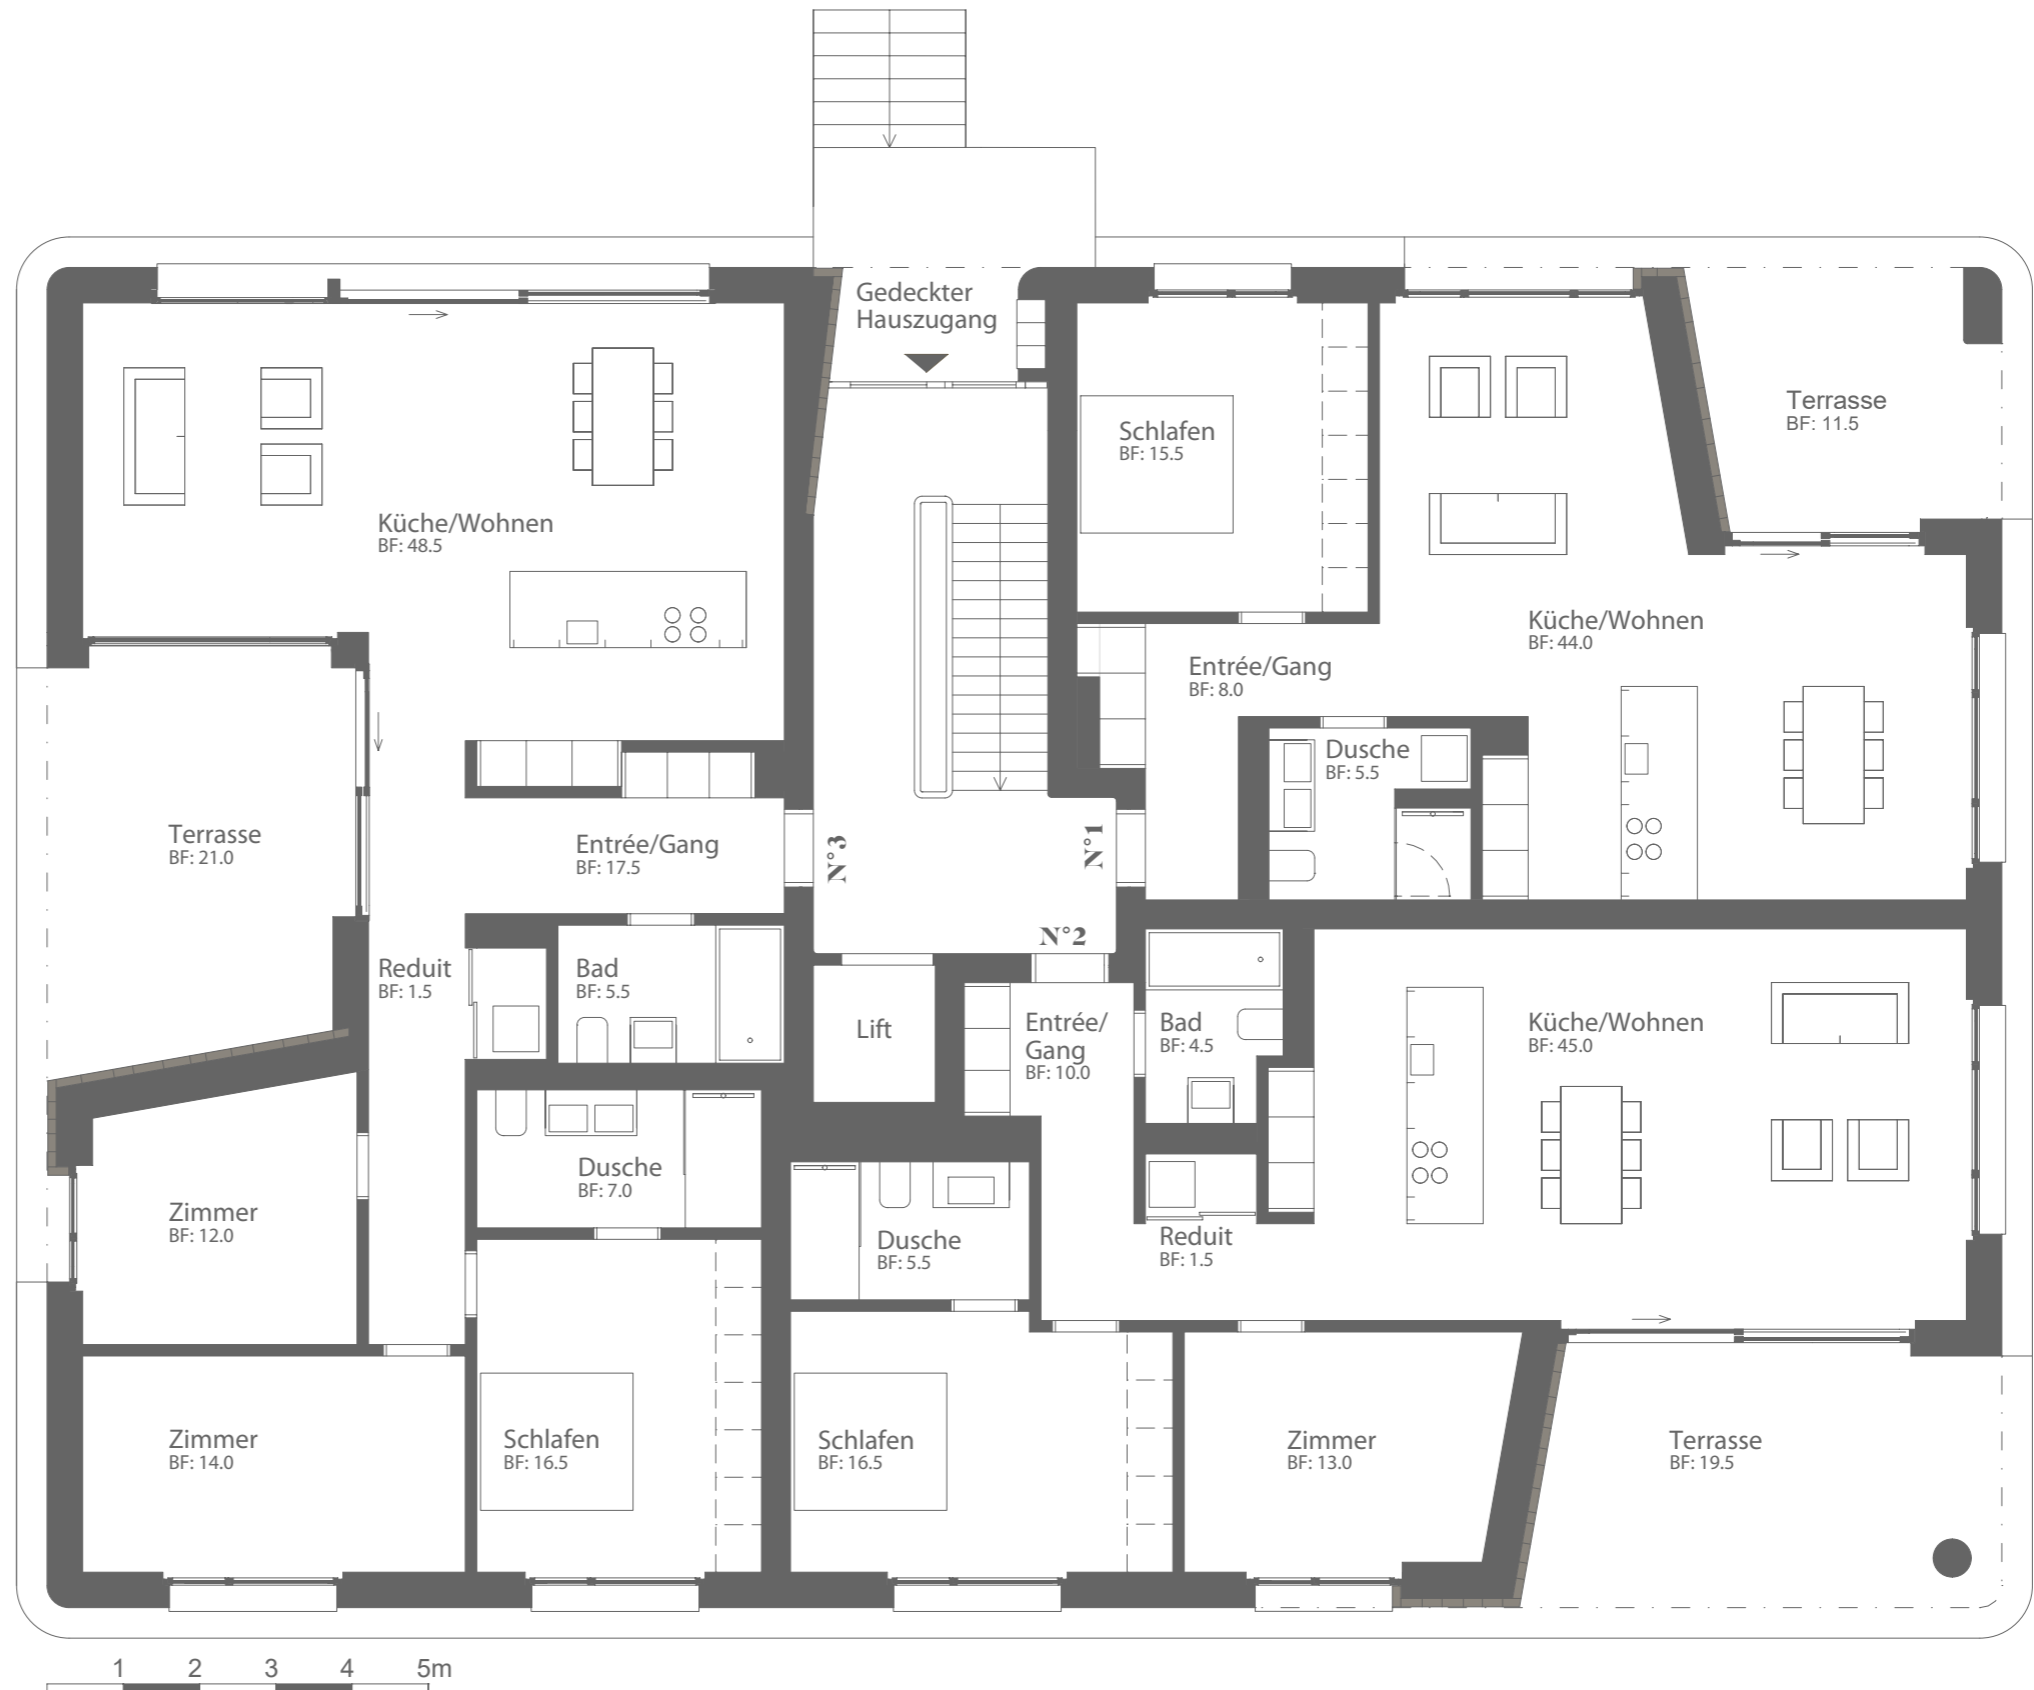 Gedeckter
Hauszugang
Terrasse
BF: 11.5
Schlafen
BF: 15.5
Küche/Wohnen
BF: 48.5
Küche/Wohnen
BF: 44.0
Entrée/Gang
BF: 8.0
Dusche
BF: 5.5
Terrasse
BF: 21.0
Entrée/Gang
BF: 17.5
N°3
N°1
N°2
Reduit
BF: 1.5
Bad
BF: 5.5
Lift
Entrée/
Gang
BF: 10.0
Bad
BF: 4.5
Küche/Wohnen
BF: 45.0
Dusche
BF: 7.0
Zimmer
BF: 12.0
Dusche
BF: 5.5
Reduit
BF: 1.5
Zimmer
BF: 14.0
Schlafen
BF: 16.5
Schlafen
BF: 16.5
Zimmer
BF: 13.0
Terrasse
BF: 19.5
1 2 3 4 5m